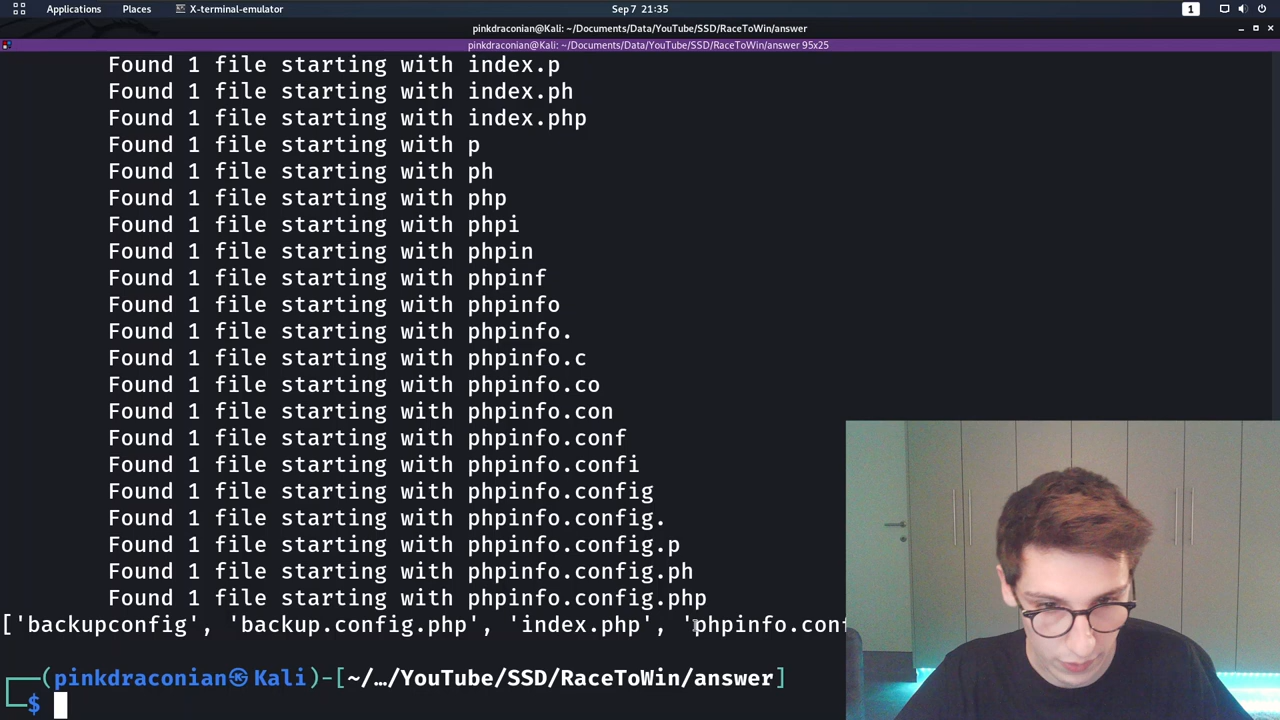 Applications Places X-terminal-emulator Sep 7 21:35 1
pinkdraconian@Kali: ~/Documents/Data/YouTube/SSD/RaceToWin/answer
pinkdraconian@Kali: ~/Documents/Data/YouTube/SSD/RaceToWin/answer 95x25
Found 1 file starting with index.p
Found 1 file starting with index.ph
Found 1 file starting with index.php
Found 1 file starting with p
Found 1 file starting with ph
Found 1 file starting with php
Found 1 file starting with phpi
Found 1 file starting with phpin
Found 1 file starting with phpinf
Found 1 file starting with phpinfo
Found 1 file starting with phpinfo.
Found 1 file starting with phpinfo.c
Found 1 file starting with phpinfo.co
Found 1 file starting with phpinfo.con
Found 1 file starting with phpinfo.conf
Found 1 file starting with phpinfo.confi
Found 1 file starting with phpinfo.config
Found 1 file starting with phpinfo.config.
Found 1 file starting with phpinfo.config.p
Found 1 file starting with phpinfo.config.ph
Found 1 file starting with phpinfo.config.php
['backupconfig', 'backup.config.php', 'index.php', 'phpinfo.conf
(pinkdraconian㉿Kali)-[~/…/YouTube/SSD/RaceToWin/answer]
$